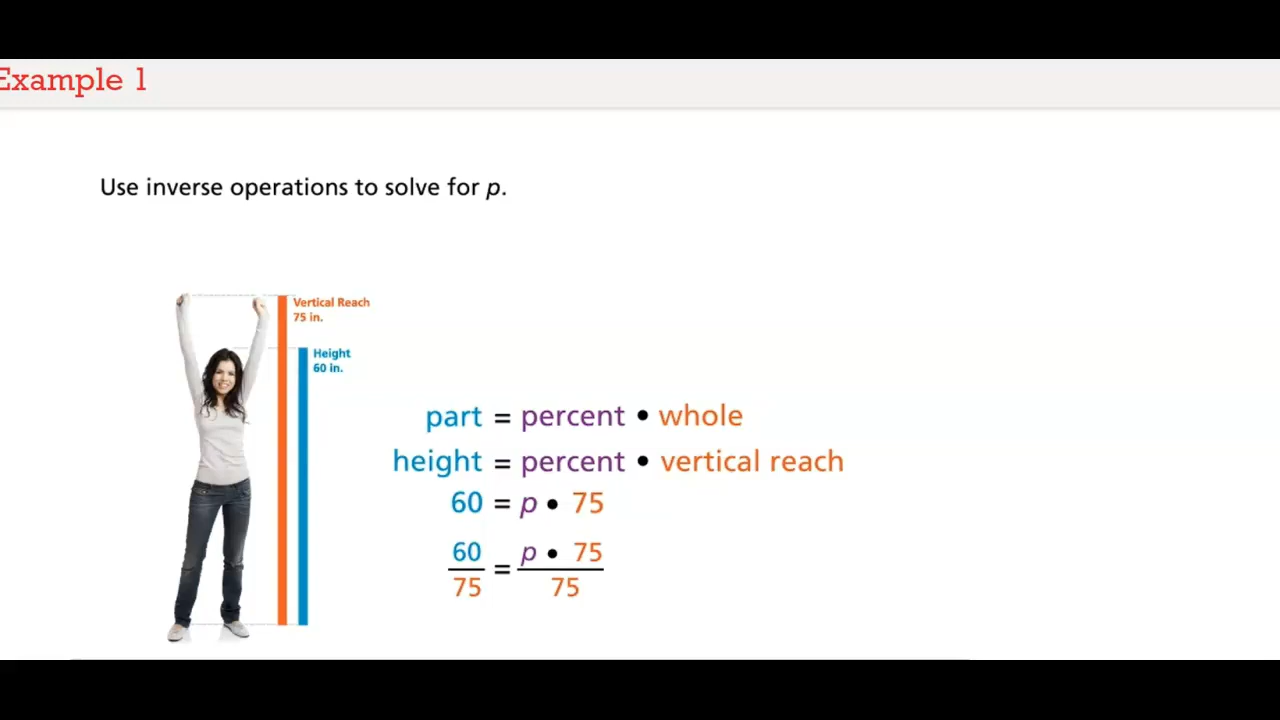 Example 1
Use inverse operations to solve for p.
Vertical Reach
75 in.
Height
60 in.
part = percent • whole
height = percent • vertical reach
60 = p • 75
60/75 = p • 75/75